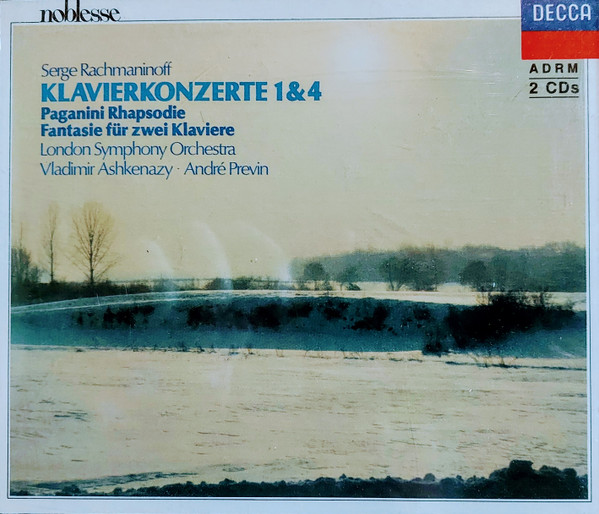 noblesse
DECCA
ADRM
2 CDs
Serge Rachmaninoff
KLAVIERKONZERTE 1&4
Paganini Rhapsodie
Fantasie für zwei Klaviere
London Symphony Orchestra
Vladimir Ashkenazy · André Previn